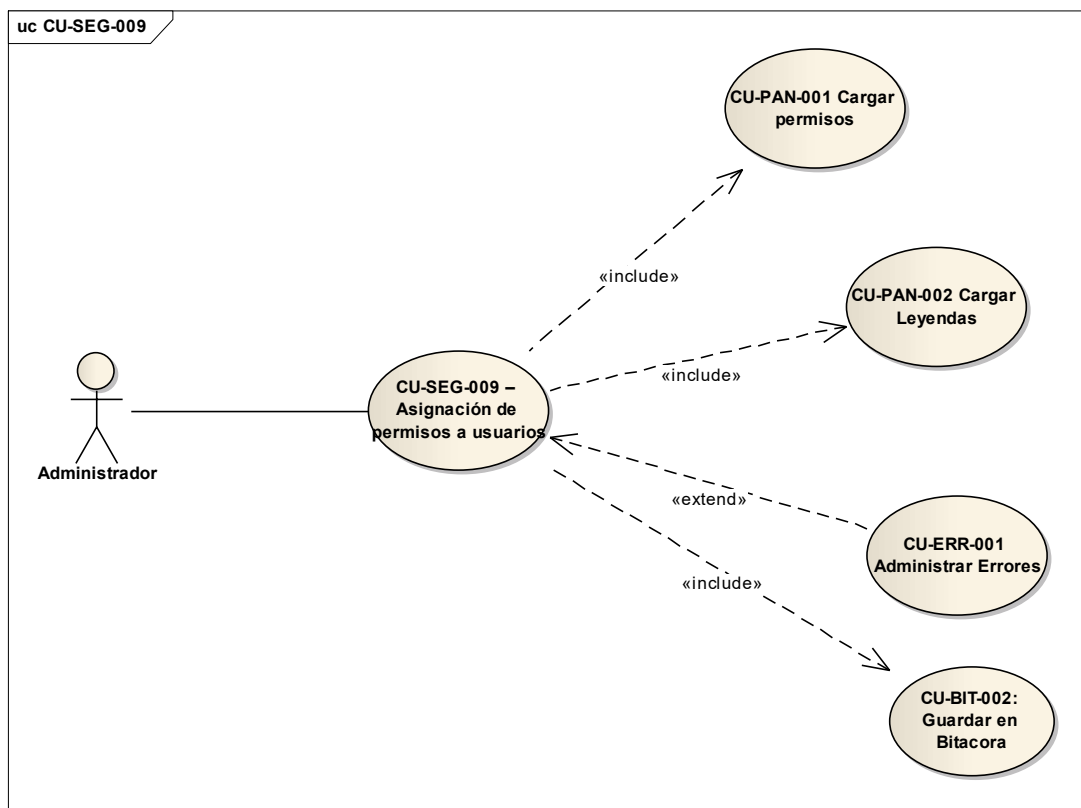 uc CU-SEG-009
CU-PAN-001 Cargar
permisos
«include»
CU-PAN-002 Cargar
Leyendas
«include»
CU-SEG-009 –
Asignación de
permisos a usuarios
Administrador
«extend»
CU-ERR-001
Administrar Errores
«include»
CU-BIT-002:
Guardar en
Bitacora